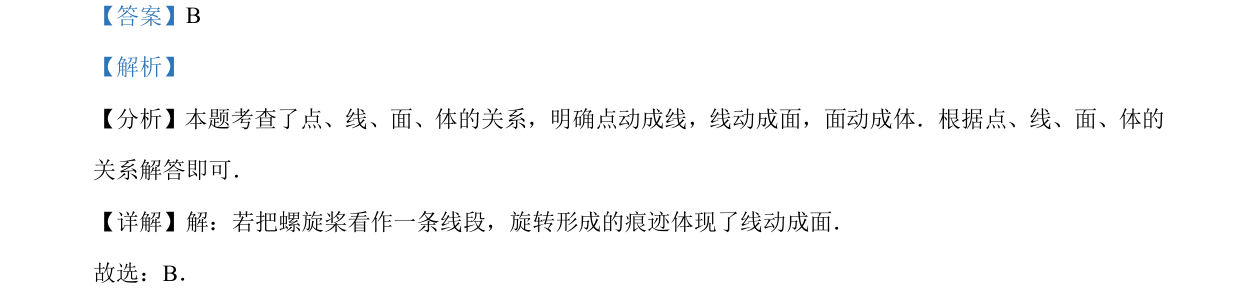 【答案】B
【解析】
【分析】本题考查了点、线、面、体的关系，明确点动成线，线动成面，面动成体．根据点、线、面、体的
关系解答即可．
【详解】解：若把螺旋桨看作一条线段，旋转形成的痕迹体现了线动成面．
故选：B．